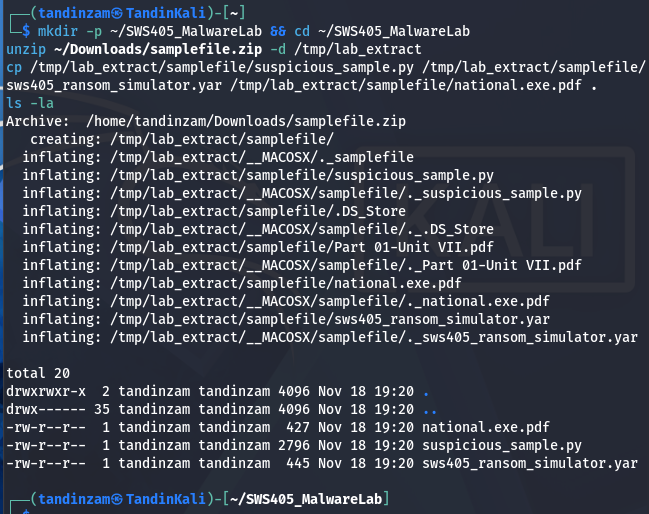 ┌──(tandinzam㉿TandinKali)-[~]
└─$ mkdir -p ~/SWS405_MalwareLab && cd ~/SWS405_MalwareLab
unzip ~/Downloads/samplefile.zip -d /tmp/lab_extract
cp /tmp/lab_extract/samplefile/suspicious_sample.py /tmp/lab_extract/samplefile/
sws405_ransom_simulator.yar /tmp/lab_extract/samplefile/national.exe.pdf .
ls -la
Archive:  /home/tandinzam/Downloads/samplefile.zip
   creating: /tmp/lab_extract/samplefile/
  inflating: /tmp/lab_extract/__MACOSX/._samplefile
  inflating: /tmp/lab_extract/samplefile/suspicious_sample.py
  inflating: /tmp/lab_extract/__MACOSX/samplefile/._suspicious_sample.py
  inflating: /tmp/lab_extract/samplefile/.DS_Store
  inflating: /tmp/lab_extract/__MACOSX/samplefile/._.DS_Store
  inflating: /tmp/lab_extract/samplefile/Part 01-Unit VII.pdf
  inflating: /tmp/lab_extract/__MACOSX/samplefile/._Part 01-Unit VII.pdf
  inflating: /tmp/lab_extract/samplefile/national.exe.pdf
  inflating: /tmp/lab_extract/__MACOSX/samplefile/._national.exe.pdf
  inflating: /tmp/lab_extract/samplefile/sws405_ransom_simulator.yar
  inflating: /tmp/lab_extract/__MACOSX/samplefile/._sws405_ransom_simulator.yar
total 20
drwxrwxr-x  2 tandinzam tandinzam 4096 Nov 18 19:20 .
drwx------ 35 tandinzam tandinzam 4096 Nov 18 19:20 ..
-rw-r--r--  1 tandinzam tandinzam  427 Nov 18 19:20 national.exe.pdf
-rw-r--r--  1 tandinzam tandinzam 2796 Nov 18 19:20 suspicious_sample.py
-rw-r--r--  1 tandinzam tandinzam  445 Nov 18 19:20 sws405_ransom_simulator.yar
┌──(tandinzam㉿TandinKali)-[~/SWS405_MalwareLab]
KALI